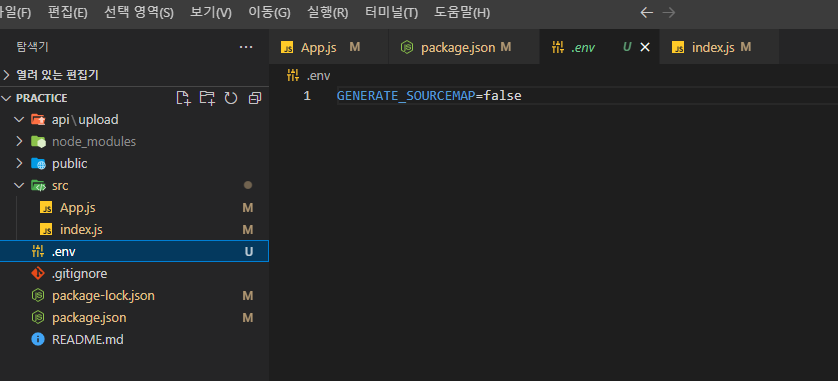 파일(F) 편집(E) 선택 영역(S) 보기(V) 이동(G) 실행(R) 터미널(T) 도움말(H)
탐색기 ···
App.js M package.json M .env U index.js M
열려 있는 편집기
.env
PRACTICE
1 GENERATE_SOURCEMAP=false
api\upload
node_modules
public
src
App.js M
index.js M
.env U
.gitignore
package-lock.json M
package.json M
README.md